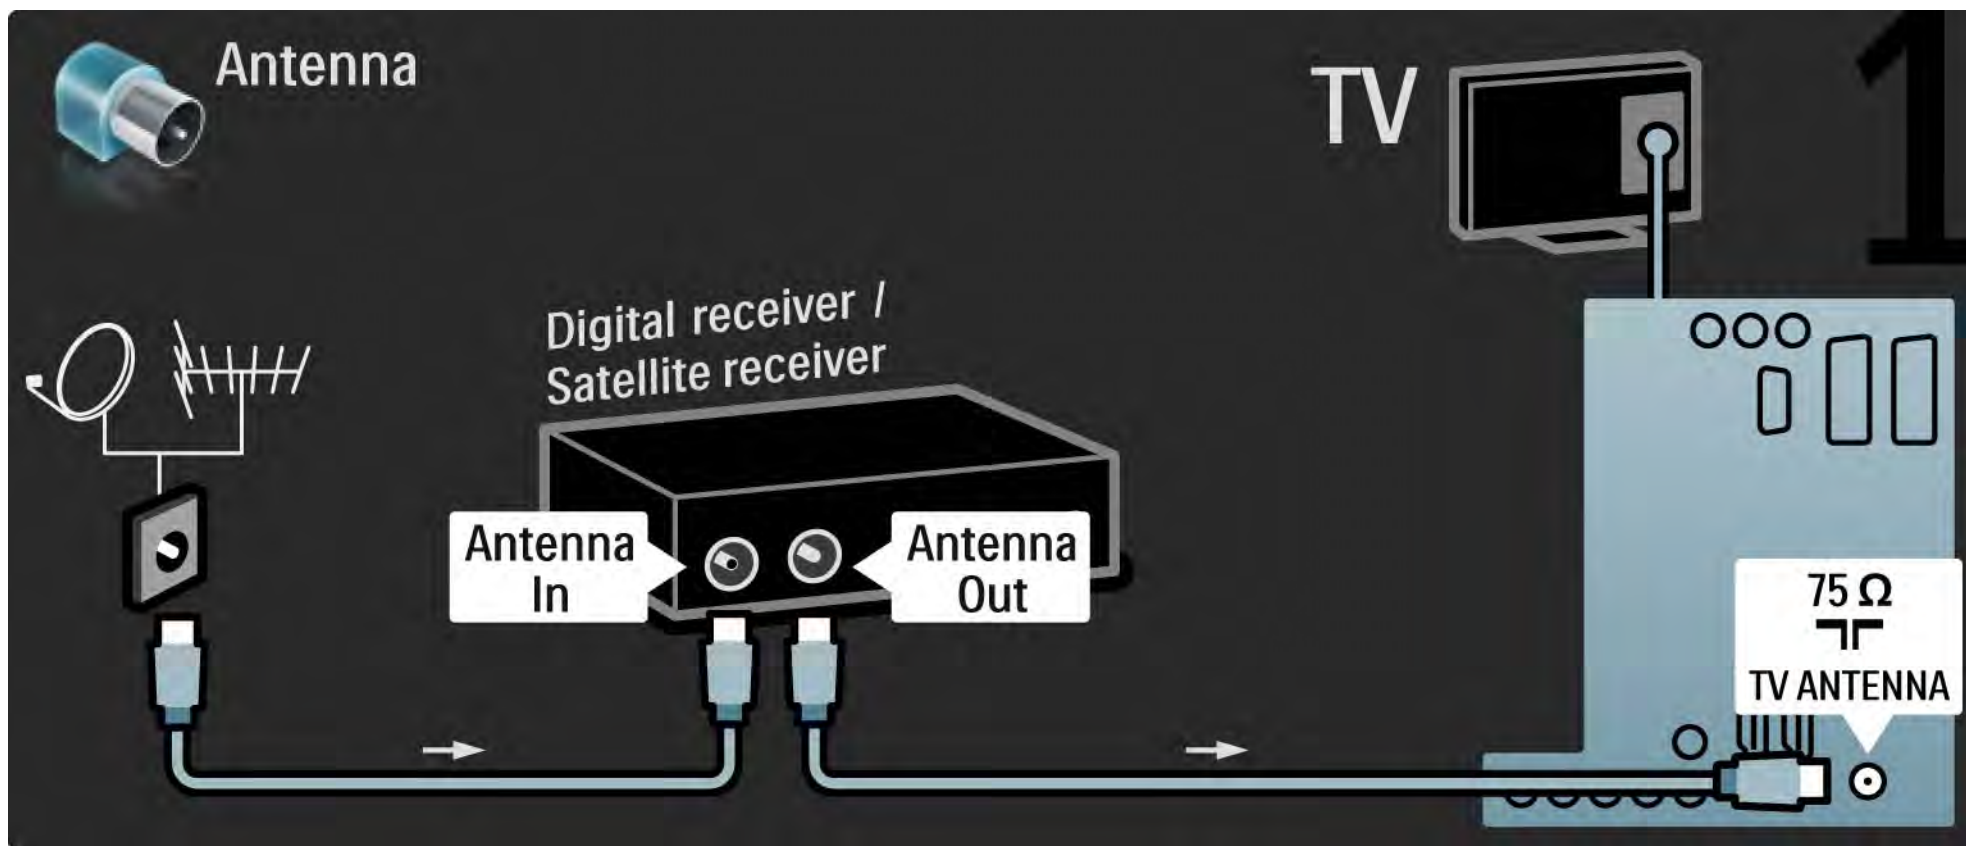 Antenna
TV
1
Digital receiver /
Satellite receiver
Antenna
In
Antenna
Out
75 Ω
TV ANTENNA